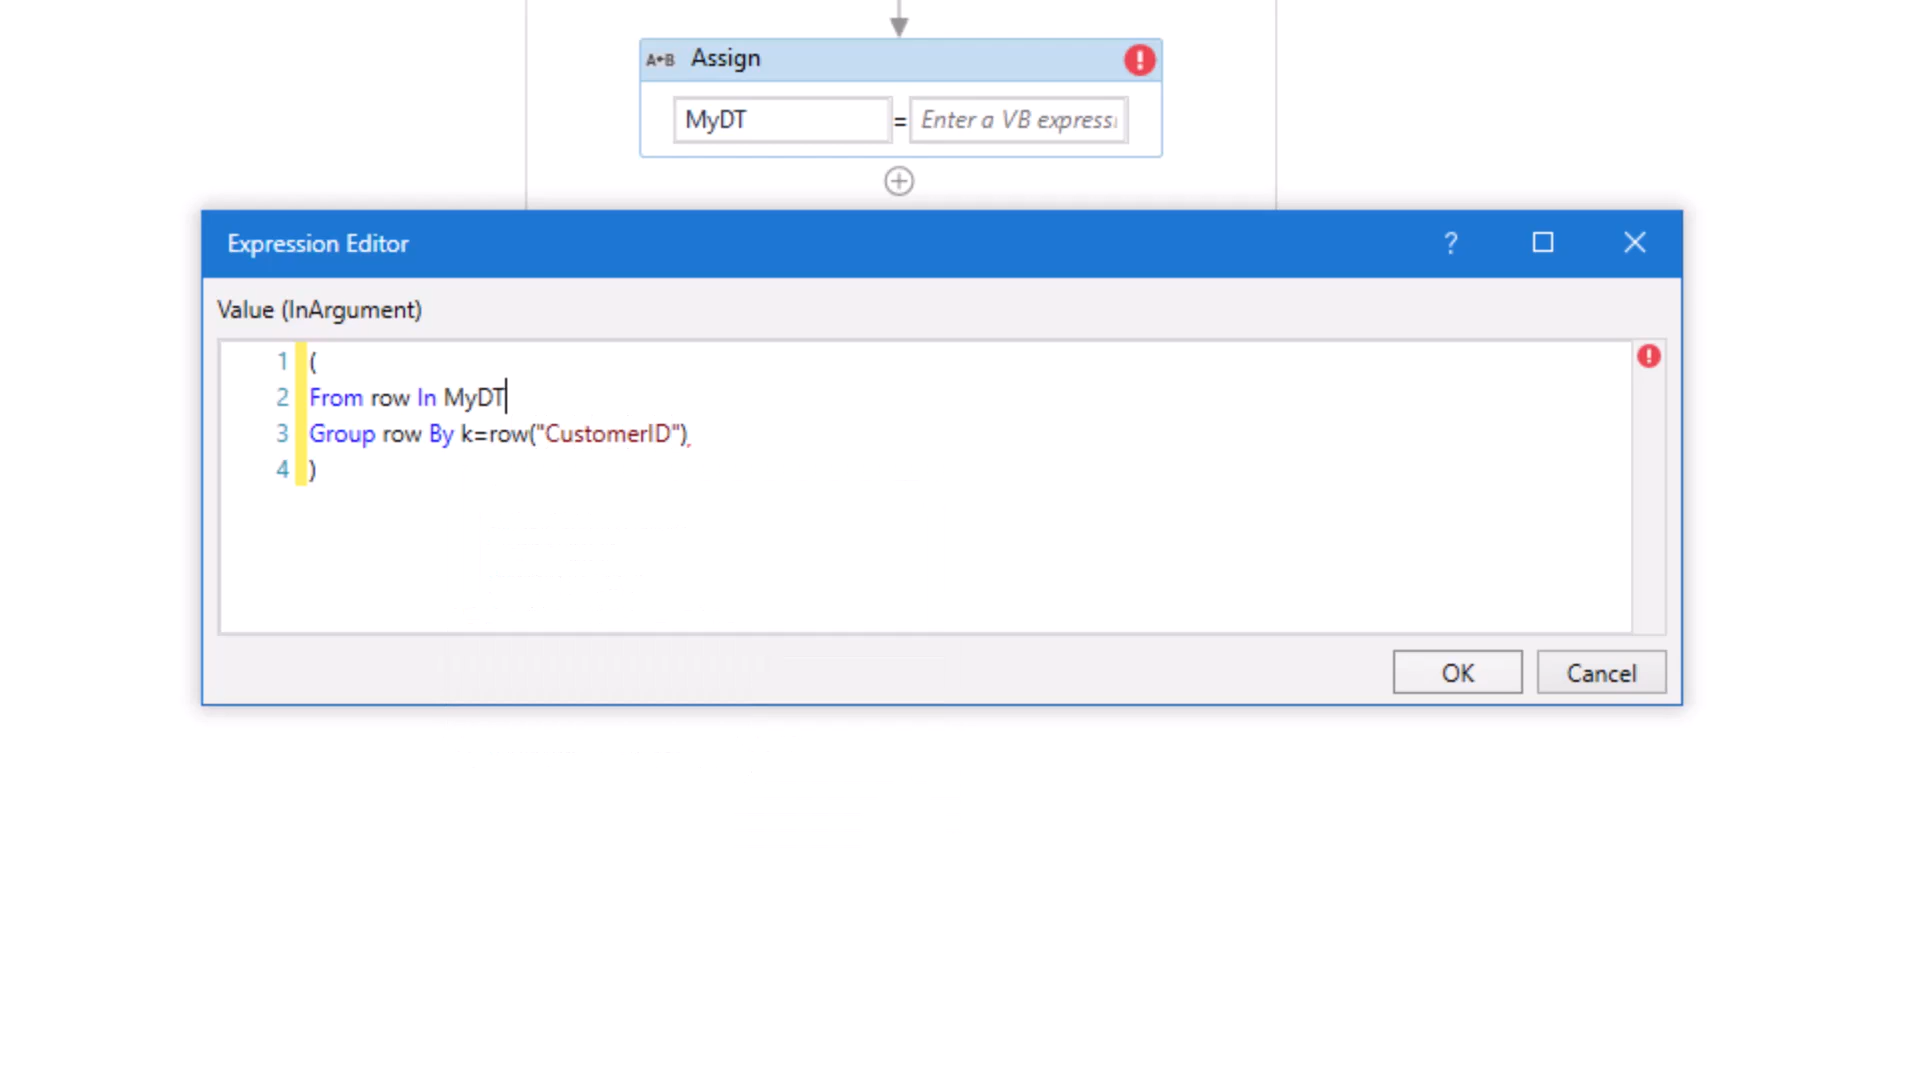 A+B Assign
MyDT = Enter a VB expressi
Expression Editor ?
Value (InArgument)
1 (
2 From row In MyDT
3 Group row By k=row("CustomerID"),
4 )
OK Cancel